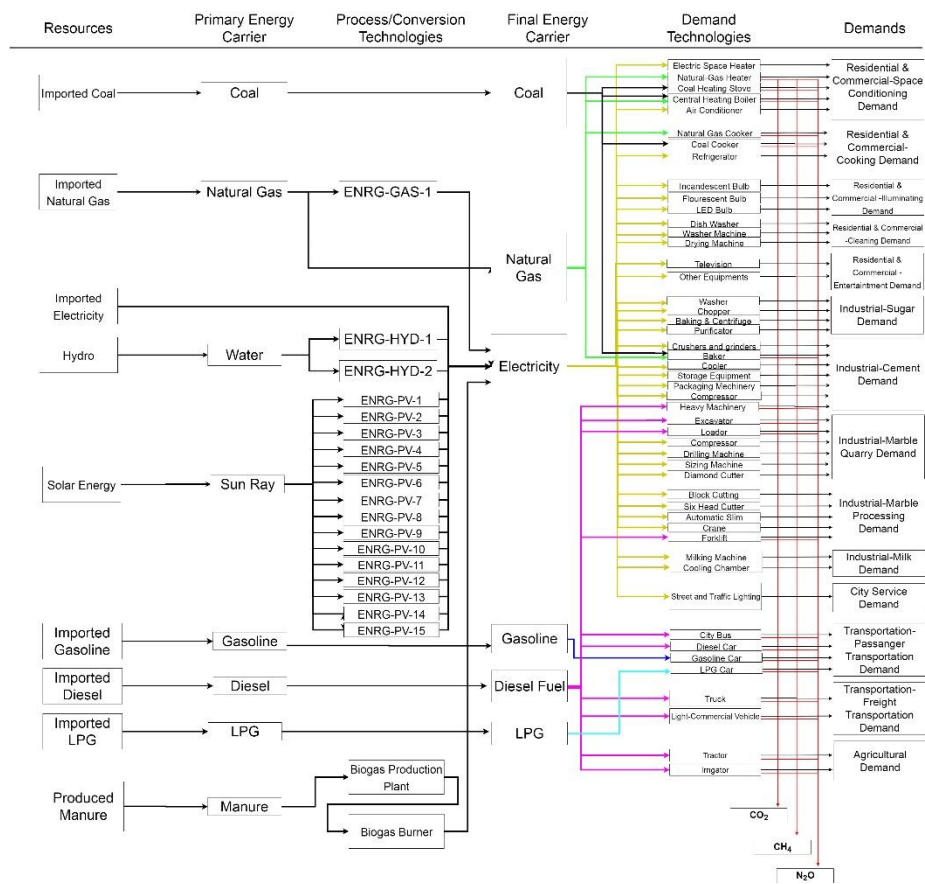 Resources
Primary Energy
Carrier
Process/Conversion
Technologies
Final Energy
Carrier
Demand
Technologies
Demands
Imported Coal
Coal
Coal
Electric Space Heater
Natural-Gas Heater
Coal Heating Stove
Central Heating Boiler
Air Conditioner
Residential &
Commercial-Space
Conditioning
Demand
Natural Gas Cooker
Coal Cooker
Refrigerator
Residential &
Commercial-
Cooking Demand
Imported
Natural Gas
Natural Gas
ENRG-GAS-1
Natural
Gas
Incandescent Bulb
Flourescent Bulb
LED Bulb
Residential &
Commercial -Illuminating
Demand
Dish Washer
Washer Machine
Drying Machine
Residential & Commercial
-Cleaning Demand
Television
Other Equipments
Residential &
Commercial -
Entertaintment Demand
Imported
Electricity
Hydro
Water
ENRG-HYD-1
ENRG-HYD-2
Electricity
Washer
Chopper
Baking & Centrifuge
Purificator
Industrial-Sugar
Demand
Crushers and grinders
Baker
Cooler
Storage Equipment
Packaging Machinery
Compressor
Heavy Machinery
Industrial-Cement
Demand
Solar Energy
Sun Ray
ENRG-PV-1
ENRG-PV-2
ENRG-PV-3
ENRG-PV-4
ENRG-PV-5
ENRG-PV-6
ENRG-PV-7
ENRG-PV-8
ENRG-PV-9
ENRG-PV-10
ENRG-PV-11
ENRG-PV-12
ENRG-PV-13
ENRG-PV-14
ENRG-PV-15
Excavator
Loador
Compressor
Drilling Machine
Sizing Machine
Diamond Cutter
Industrial-Marble
Quarry Demand
Block Cutting
Six Head Cutter
Automatic Slim
Crane
Forklift
Industrial-Marble
Processing
Demand
Milking Machine
Cooling Chamber
Industrial-Milk
Demand
Street and Traffic Lighting
City Service
Demand
Imported
Gasoline
Gasoline
Gasoline
City Bus
Diesel Car
Gasoline Car
LPG Car
Transportation-
Passanger
Transportation
Demand
Imported
Diesel
Diesel
Diesel Fuel
Truck
Light-Commercial Vehicle
Transportation-
Freight
Transportation
Demand
Imported
LPG
LPG
LPG
Tractor
Irrigator
Agricultural
Demand
Produced
Manure
Manure
Biogas Production
Plant
Biogas Burner
CO2
CH4
N2O